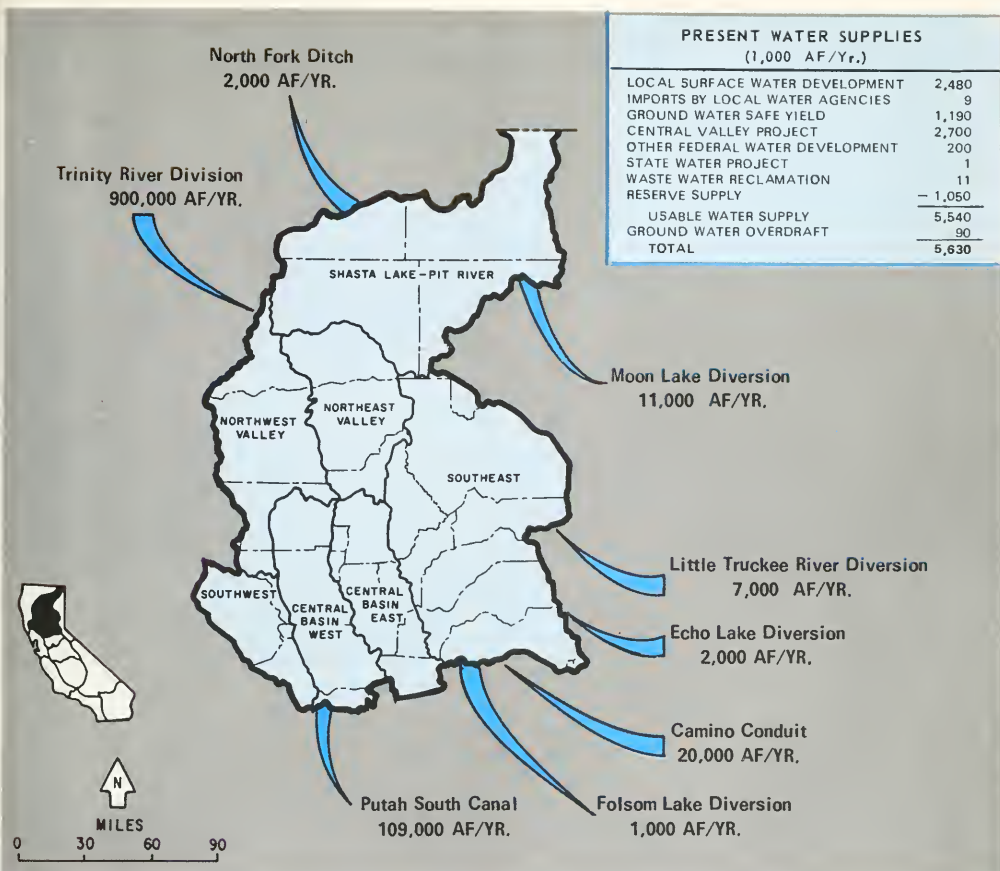 North Fork Ditch
2,000 AF/YR.
Trinity River Division
900,000 AF/YR.
PRESENT WATER SUPPLIES
(1,000 AF/Yr.)
LOCAL SURFACE WATER DEVELOPMENT 2,480
IMPORTS BY LOCAL WATER AGENCIES 9
GROUND WATER SAFE YIELD 1,190
CENTRAL VALLEY PROJECT 2,700
OTHER FEDERAL WATER DEVELOPMENT 200
STATE WATER PROJECT 1
WASTE WATER RECLAMATION 11
RESERVE SUPPLY – 1,050
USABLE WATER SUPPLY 5,540
GROUND WATER OVERDRAFT 90
TOTAL 5,630
SHASTA LAKE–PIT RIVER
Moon Lake Diversion
11,000 AF/YR.
NORTHWEST
VALLEY
NORTHEAST
VALLEY
SOUTHEAST
Little Truckee River Diversion
7,000 AF/YR.
SOUTHWEST
CENTRAL
BASIN
WEST
CENTRAL
BASIN
EAST
Echo Lake Diversion
2,000 AF/YR.
Camino Conduit
20,000 AF/YR.
Putah South Canal
109,000 AF/YR.
Folsom Lake Diversion
1,000 AF/YR.
N
MILES
0 30 60 90